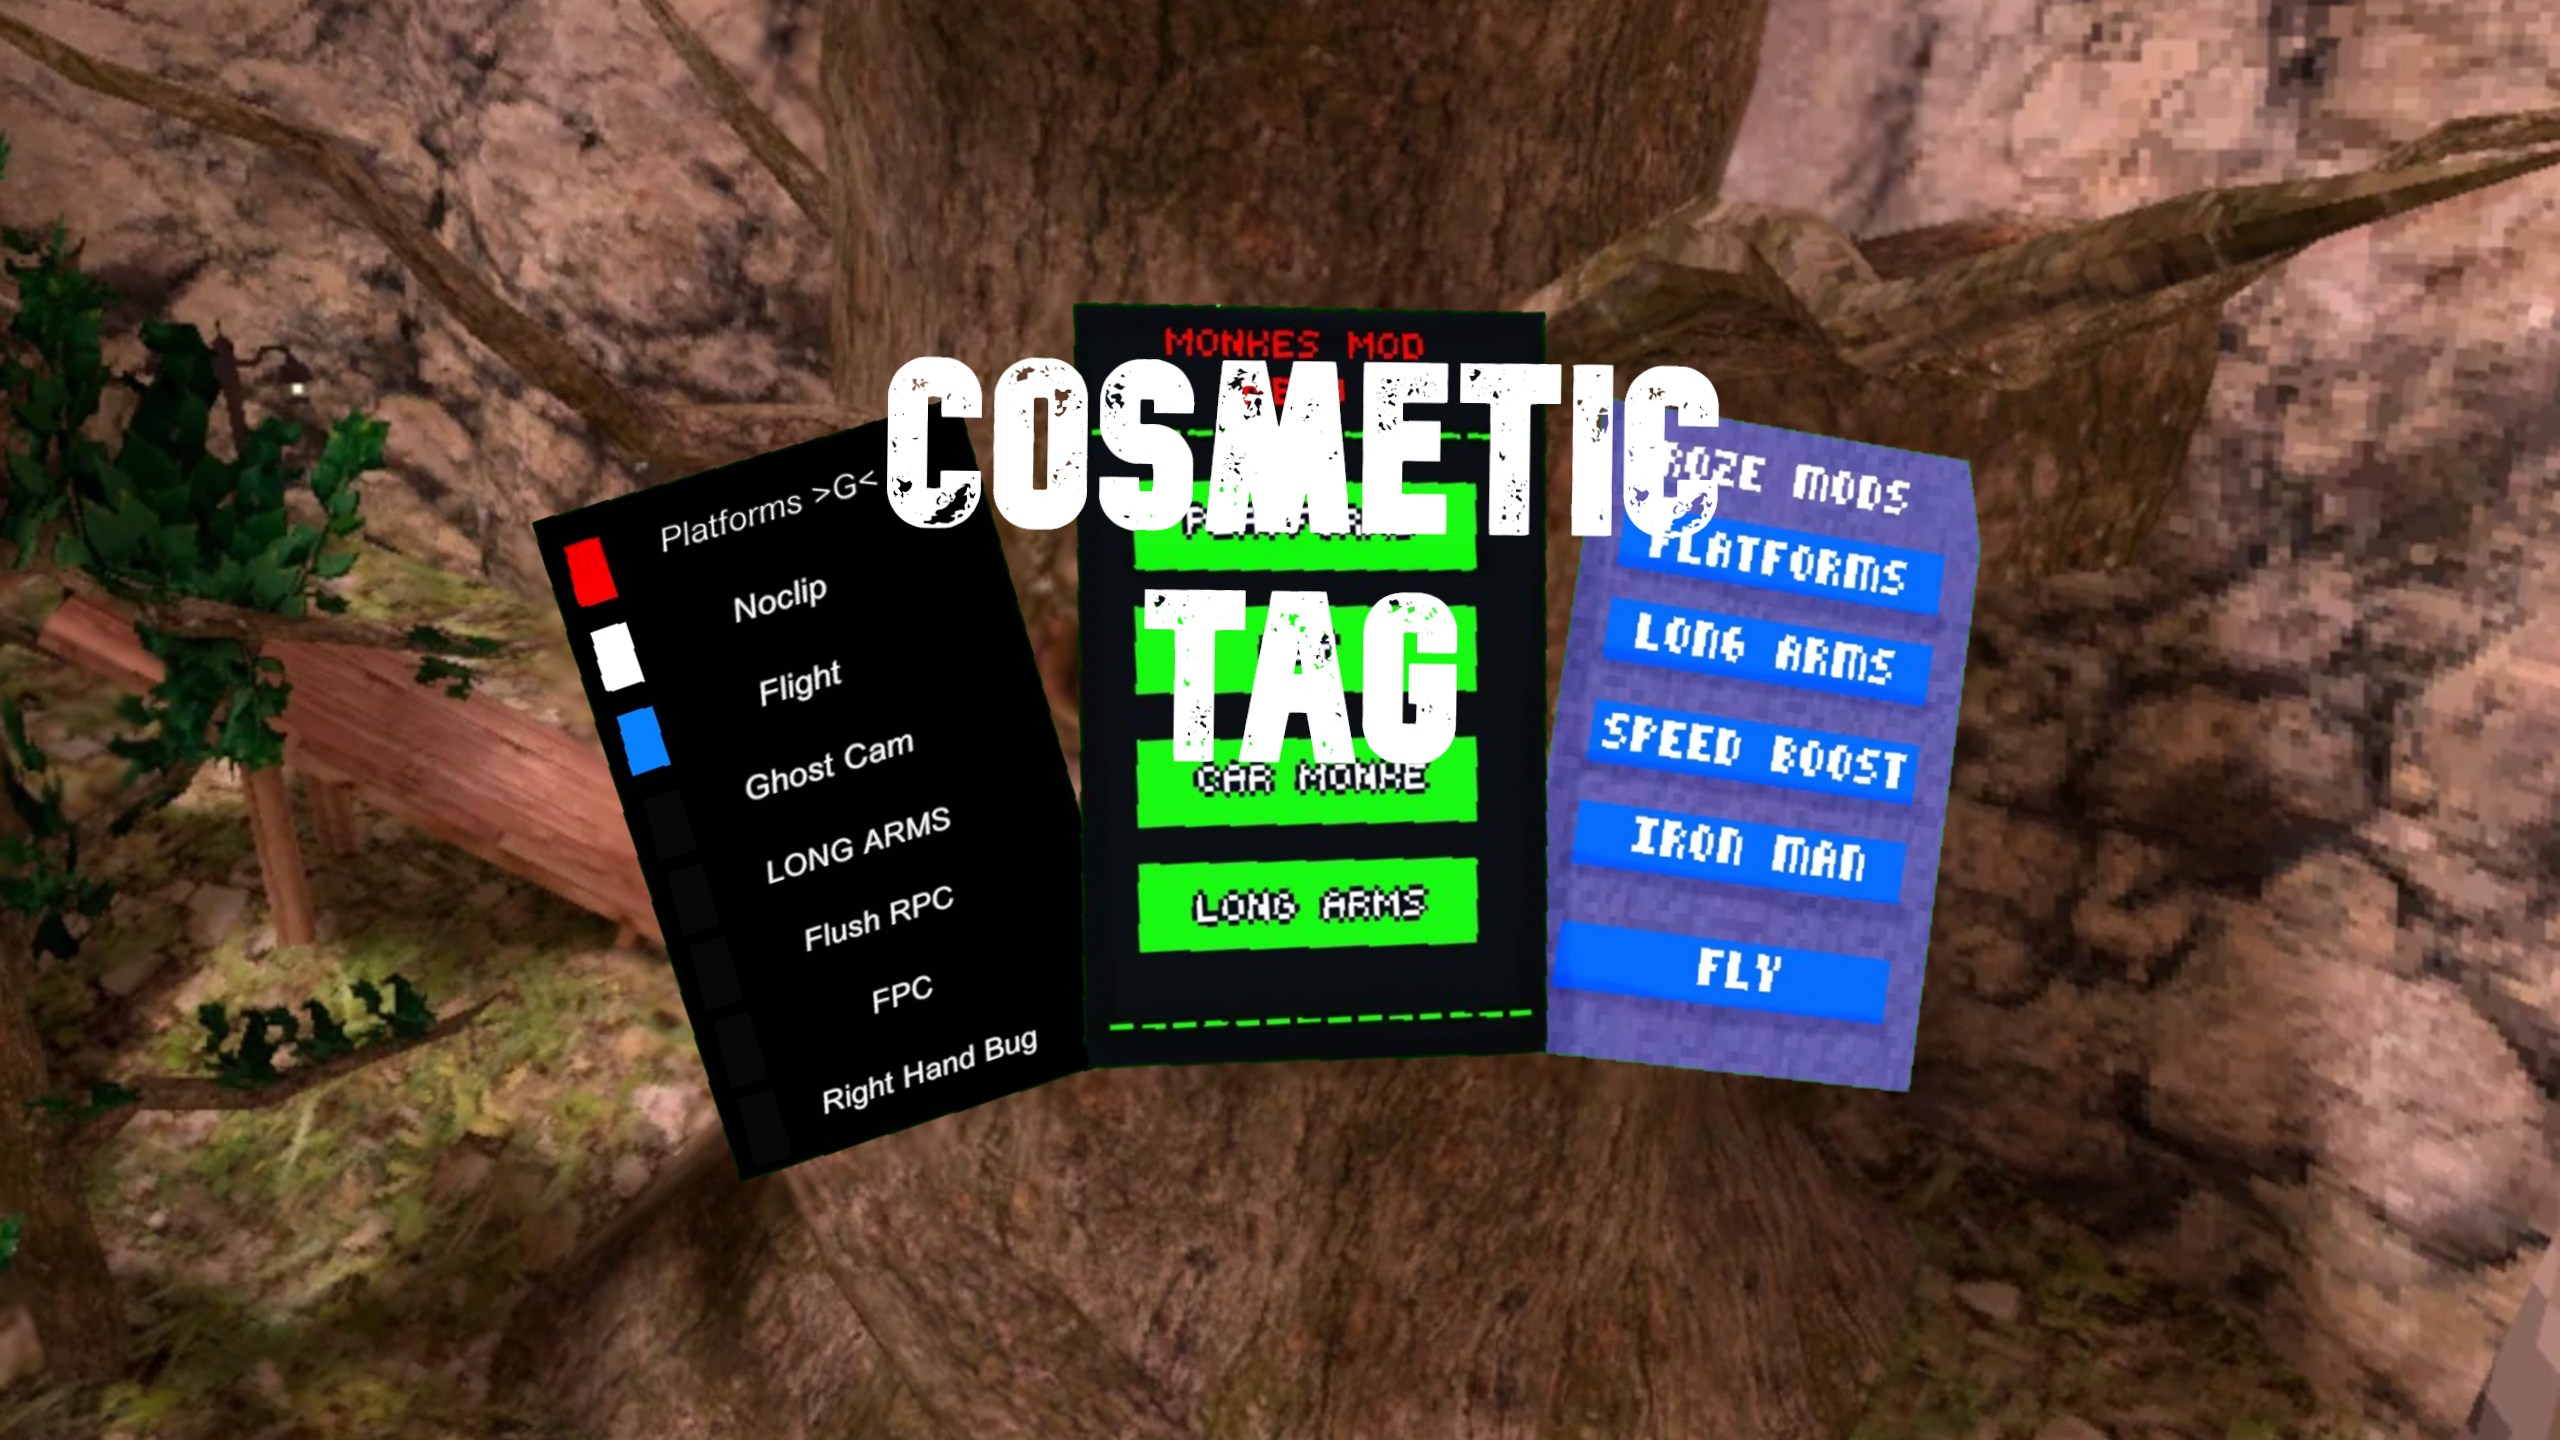 COSMETIC
TAG
Platforms >G<
Noclip
Flight
Ghost Cam
LONG ARMS
Flush RPC
FPC
Right Hand Bug
MONKES MOD
CAR MONKE
LONG ARMS
MODS
PLATFORMS
LONG ARMS
SPEED BOOST
IRON MAN
FLY